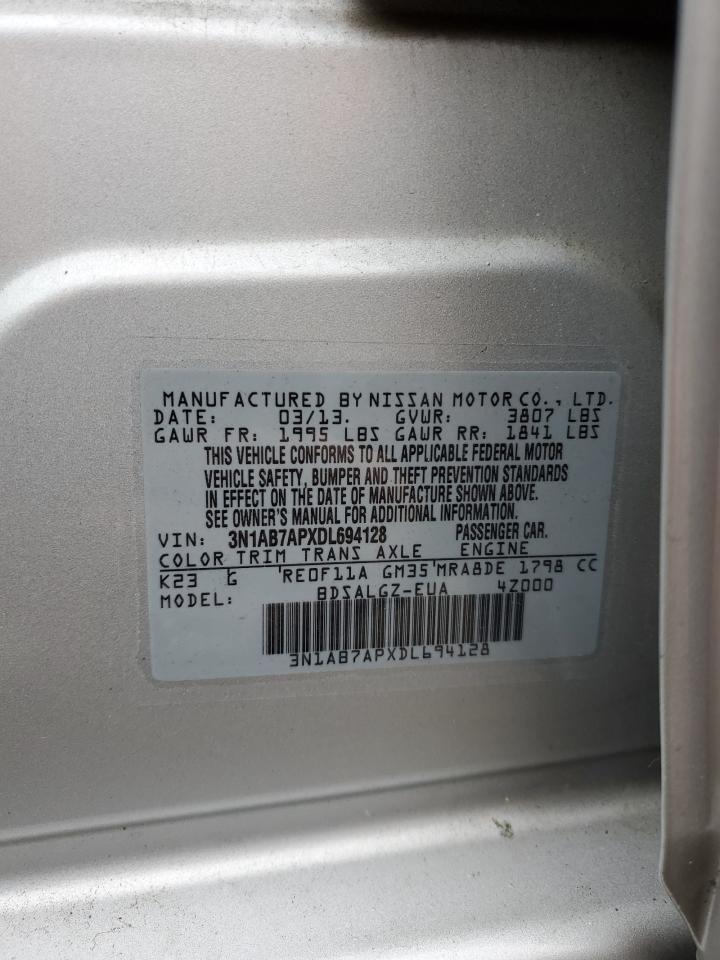 MANUFACTURED BY NISSAN MOTOR CO., LTD.
DATE: 03/13. GVWR: 3807 LBS
GAWR FR: 1995 LBS GAWR RR: 1841 LBS
THIS VEHICLE CONFORMS TO ALL APPLICABLE FEDERAL MOTOR
VEHICLE SAFETY, BUMPER AND THEFT PREVENTION STANDARDS
IN EFFECT ON THE DATE OF MANUFACTURE SHOWN ABOVE.
SEE OWNER'S MANUAL FOR ADDITIONAL INFORMATION.
VIN: 3N1AB7APXDL694128 PASSENGER CAR.
COLOR TRIM TRANS AXLE ENGINE
K23 G 'RE0F11A GM35'MRA8DE 1798 CC
MODEL: BDSALGZ-EUA 4Z000
3N1AB7APXDL694128